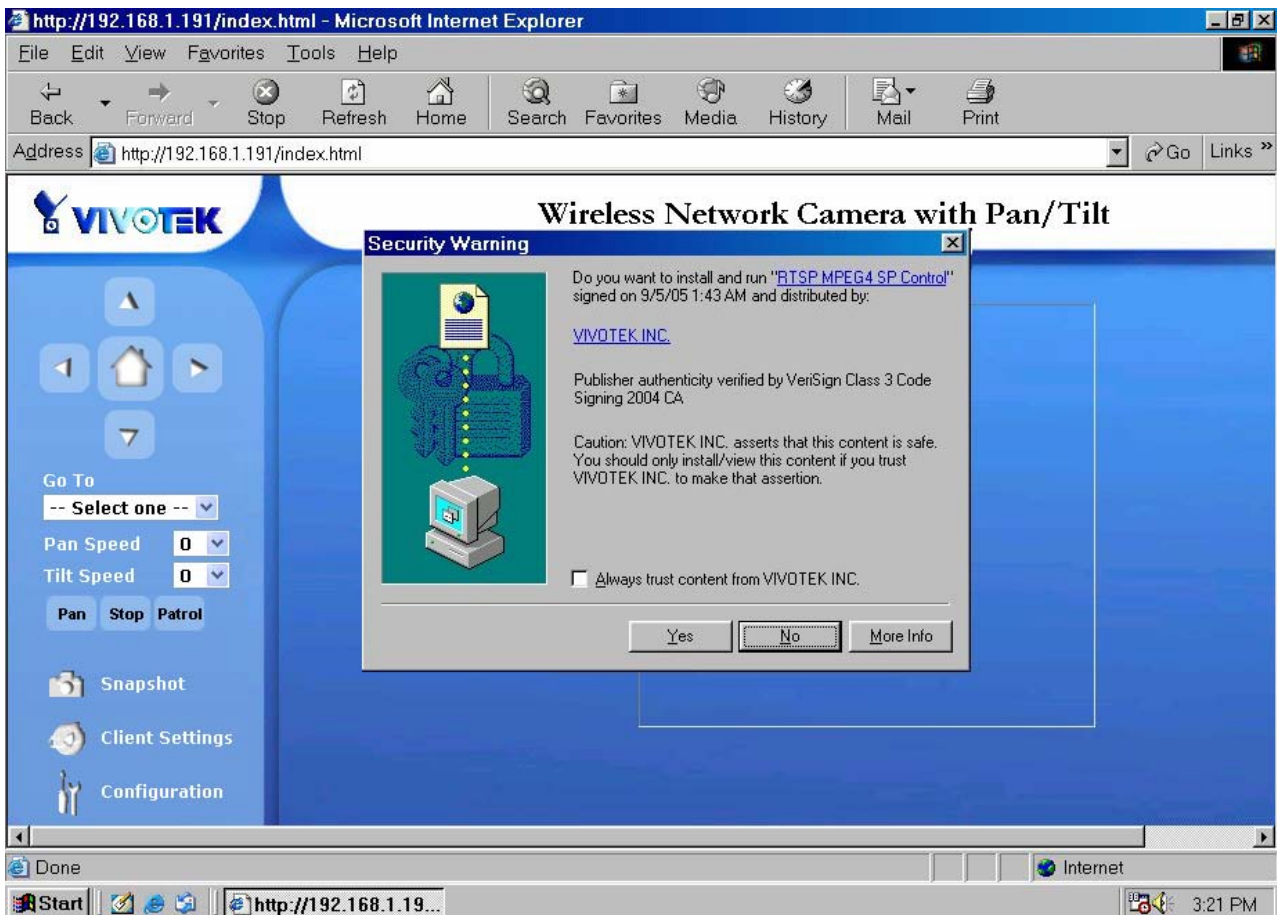 http://192.168.1.191/index.html - Microsoft Internet Explorer
File Edit View Favorites Tools Help
Back Forward Stop Refresh Home Search Favorites Media History Mail Print
Address http://192.168.1.191/index.html Go Links »
VIVOTEK
Wireless Network Camera with Pan/Tilt
Security Warning
Do you want to install and run "RTSP MPEG4 SP Control"
signed on 9/5/05 1:43 AM and distributed by:
VIVOTEK INC.
Publisher authenticity verified by VeriSign Class 3 Code
Signing 2004 CA
Caution: VIVOTEK INC. asserts that this content is safe.
You should only install/view this content if you trust
VIVOTEK INC. to make that assertion.
Always trust content from VIVOTEK INC.
Yes No More Info
Go To
-- Select one --
Pan Speed 0
Tilt Speed 0
Pan Stop Patrol
Snapshot
Client Settings
Configuration
Done Internet
Start http://192.168.1.19... 3:21 PM